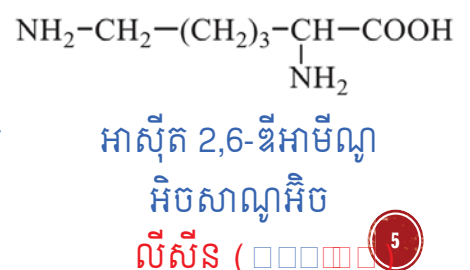 NH₂−CH₂−(CH₂)₃−CH−COOH
NH₂
អាស៊ីត 2,6-ឌីអាមីណូ
អិចសាណូអ៊ិច
លីស៊ីន (
5